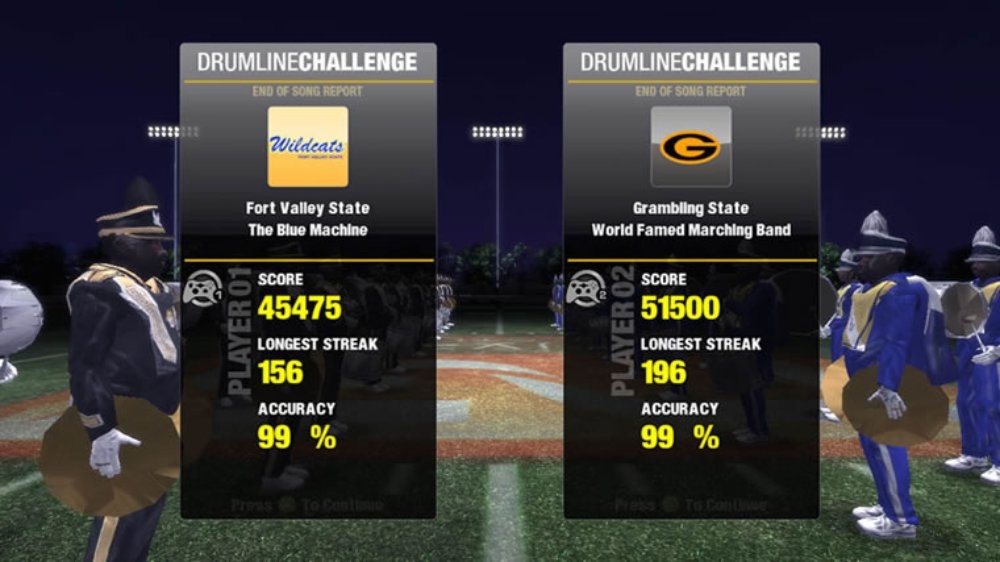 DRUMLINECHALLENGE
END OF SONG REPORT
Wildcats
FORT VALLEY STATE
Fort Valley State
The Blue Machine
PLAYER 01
1
SCORE
45475
LONGEST STREAK
156
ACCURACY
99 %
Press To Continue
DRUMLINECHALLENGE
END OF SONG REPORT
G
Grambling State
World Famed Marching Band
PLAYER 02
2
SCORE
51500
LONGEST STREAK
196
ACCURACY
99 %
Press To Continue